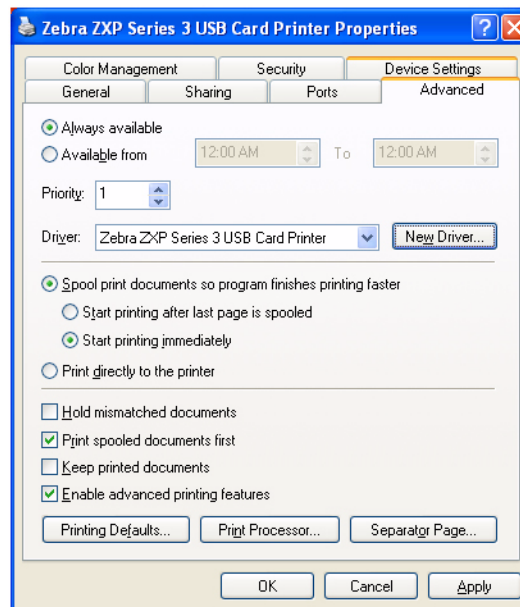 Zebra ZXP Series 3 USB Card Printer Properties
Color Management Security Device Settings
General Sharing Ports Advanced
Always available
Available from 12:00 AM To 12:00 AM
Priority: 1
Driver: Zebra ZXP Series 3 USB Card Printer New Driver...
Spool print documents so program finishes printing faster
Start printing after last page is spooled
Start printing immediately
Print directly to the printer
Hold mismatched documents
Print spooled documents first
Keep printed documents
Enable advanced printing features
Printing Defaults... Print Processor... Separator Page...
OK Cancel Apply